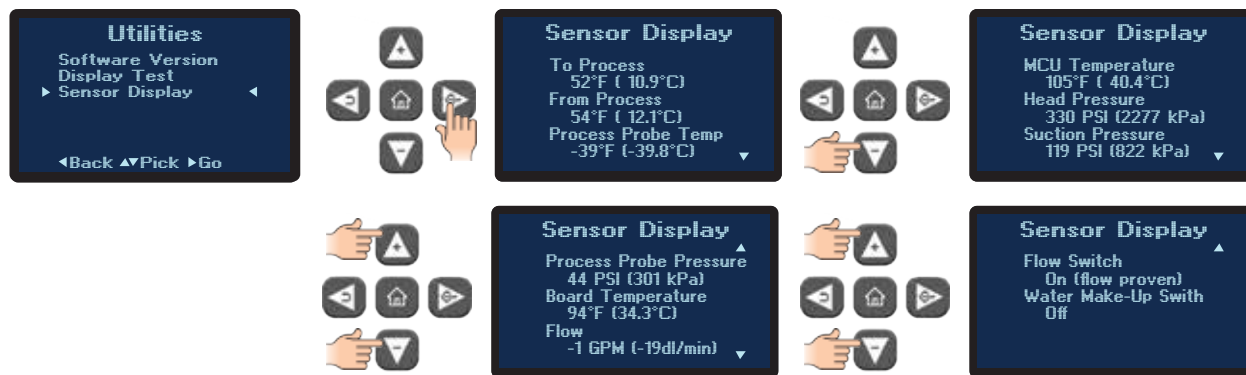 Utilities
Software Version
Display Test
▶ Sensor Display ◀
◀Back ▲▼Pick ▶Go
Sensor Display
To Process
52°F ( 10.9°C)
From Process
54°F ( 12.1°C)
Process Probe Temp
-39°F (-39.8°C) ▼
Sensor Display
MCU Temperature
105°F ( 40.4°C)
Head Pressure
330 PSI (2277 kPa)
Suction Pressure
119 PSI (822 kPa) ▼
Sensor Display
▲
Process Probe Pressure
44 PSI (301 kPa)
Board Temperature
94°F (34.3°C)
Flow
-1 GPM (-19dl/min) ▼
Sensor Display
▲
Flow Switch
On (flow proven)
Water Make-Up Swith
Off